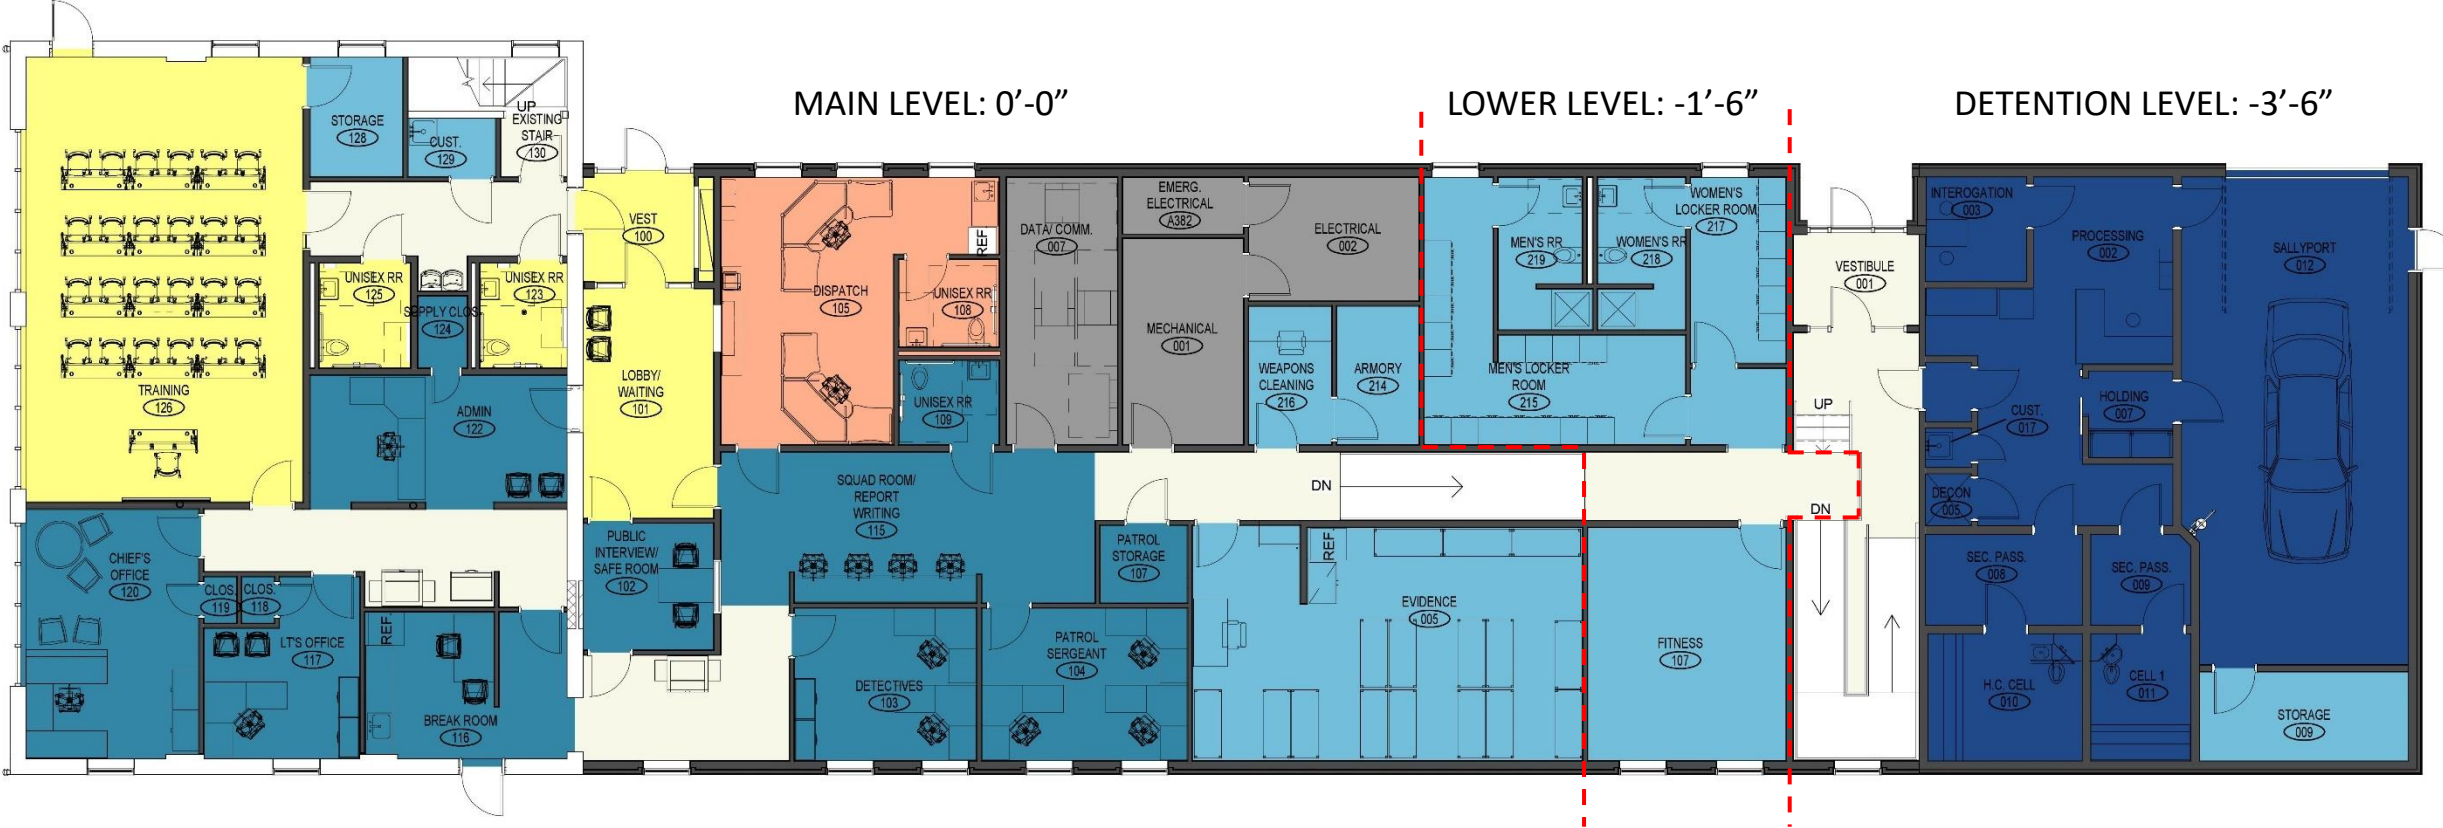 MAIN LEVEL: 0’-0”
LOWER LEVEL: -1’-6”
DETENTION LEVEL: -3’-6”
STORAGE
128
CUST.
129
UP
EXISTING
STAIR
130
VEST
100
UNISEX RR
125
UNISEX RR
123
SUPPLY CLOS.
124
TRAINING
126
ADMIN
122
LOBBY/
WAITING
101
DISPATCH
105
REF
UNISEX RR
108
UNISEX RR
109
DATA/ COMM.
007
EMERG.
ELECTRICAL
A382
ELECTRICAL
002
MECHANICAL
001
WEAPONS
CLEANING
216
ARMORY
214
MEN'S RR
219
WOMEN'S RR
218
WOMEN'S
LOCKER ROOM
217
MEN'S LOCKER
ROOM
215
VESTIBULE
001
UP
DN
INTEROGATION
003
PROCESSING
002
SALLYPORT
012
HOLDING
007
CUST.
017
DECON
005
SEC. PASS.
008
SEC. PASS.
009
H.C. CELL
010
CELL 1
011
STORAGE
009
CHIEF'S
OFFICE
120
CLOS.
119
CLOS.
118
LT'S OFFICE
117
REF
BREAK ROOM
116
PUBLIC
INTERVIEW/
SAFE ROOM
102
SQUAD ROOM/
REPORT
WRITING
115
DN
PATROL
STORAGE
107
DETECTIVES
103
PATROL
SERGEANT
104
REF
EVIDENCE
005
FITNESS
107